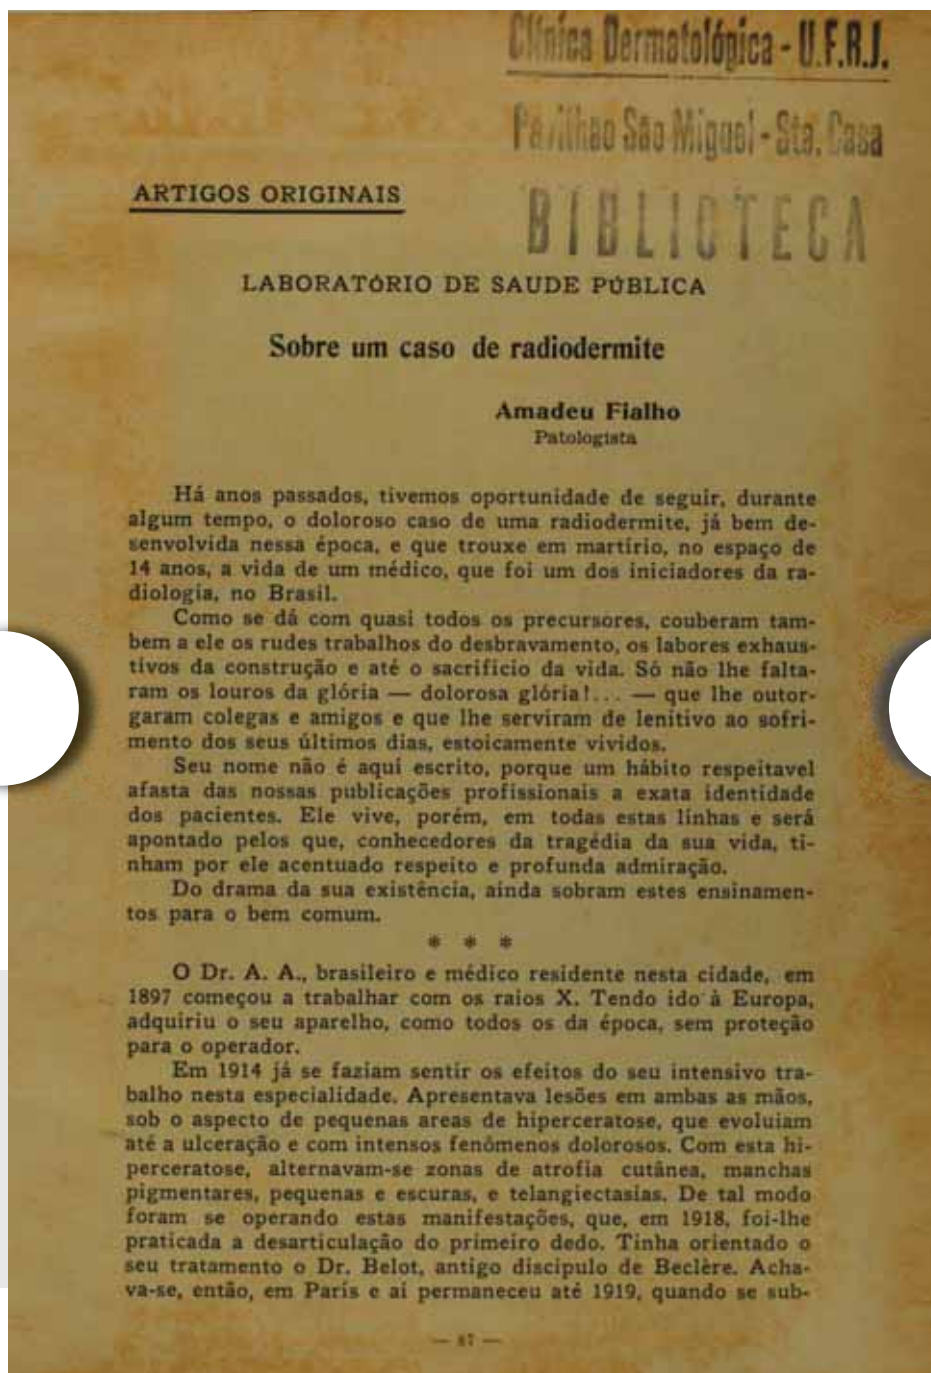 Clínica Dermatológica - U.F.R.J.
Pavilhao São Miguel - Sta. Casa
BIBLIOTECA
ARTIGOS ORIGINAIS
LABORATÓRIO DE SAUDE PÚBLICA
Sobre um caso de radiodermite
Amadeu Fialho
Patologista
Há anos passados, tivemos oportunidade de seguir, durante
algum tempo, o doloroso caso de uma radiodermite, já bem de-
senvolvida nessa época, e que trouxe em martírio, no espaço de
14 anos, a vida de um médico, que foi um dos iniciadores da ra-
diologia, no Brasil.
Como se dá com quasi todos os precursores, couberam tam-
bem a ele os rudes trabalhos do desbravamento, os labores exhaus-
tivos da construção e até o sacrificio da vida. Só não lhe falta-
ram os louros da glória — dolorosa glória!... — que lhe outor-
garam colegas e amigos e que lhe serviram de lenitivo ao sofri-
mento dos seus últimos dias, estoicamente vividos.
Seu nome não é aqui escrito, porque um hábito respeitavel
afasta das nossas publicações profissionais a exata identidade
dos pacientes. Ele vive, porém, em todas estas linhas e será
apontado pelos que, conhecedores da tragédia da sua vida, ti-
nham por ele acentuado respeito e profunda admiração.
Do drama da sua existência, ainda sobram estes ensinamen-
tos para o bem comum.
* * *
O Dr. A. A., brasileiro e médico residente nesta cidade, em
1897 começou a trabalhar com os raios X. Tendo ido à Europa,
adquiriu o seu aparelho, como todos os da época, sem proteção
para o operador.
Em 1914 já se faziam sentir os efeitos do seu intensivo tra-
balho nesta especialidade. Apresentava lesões em ambas as mãos,
sob o aspecto de pequenas areas de hiperceratose, que evoluiam
até a ulceração e com intensos fenômenos dolorosos. Com esta hi-
perceratose, alternavam-se zonas de atrofia cutânea, manchas
pigmentares, pequenas e escuras, e telangiectasias. De tal modo
foram se operando estas manifestações, que, em 1918, foi-lhe
praticada a desarticulação do primeiro dedo. Tinha orientado o
seu tratamento o Dr. Belot, antigo discipulo de Beclère. Acha-
va-se, então, em Paris e aí permaneceu até 1919, quando se sub-
— 87 —